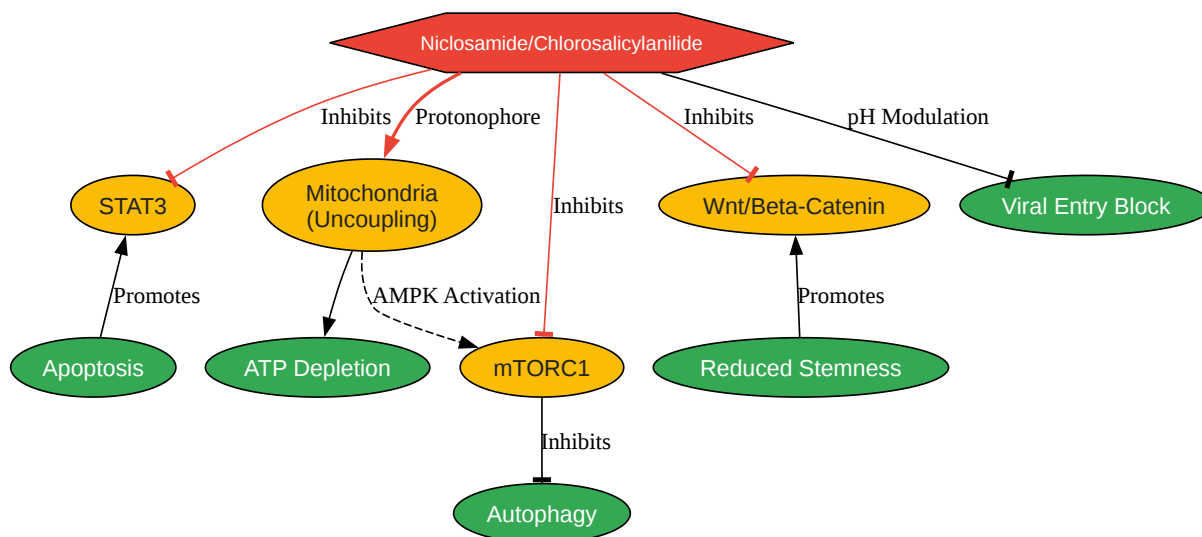 Niclosamide/Chlorosalicylanilide
Inhibits
Protonophore
Inhibits
pH Modulation
STAT3
Mitochondria
(Uncoupling)
Inhibits
Wnt/Beta-Catenin
Viral Entry Block
Promotes
AMPK Activation
Promotes
Apoptosis
ATP Depletion
mTORC1
Reduced Stemness
Inhibits
Autophagy